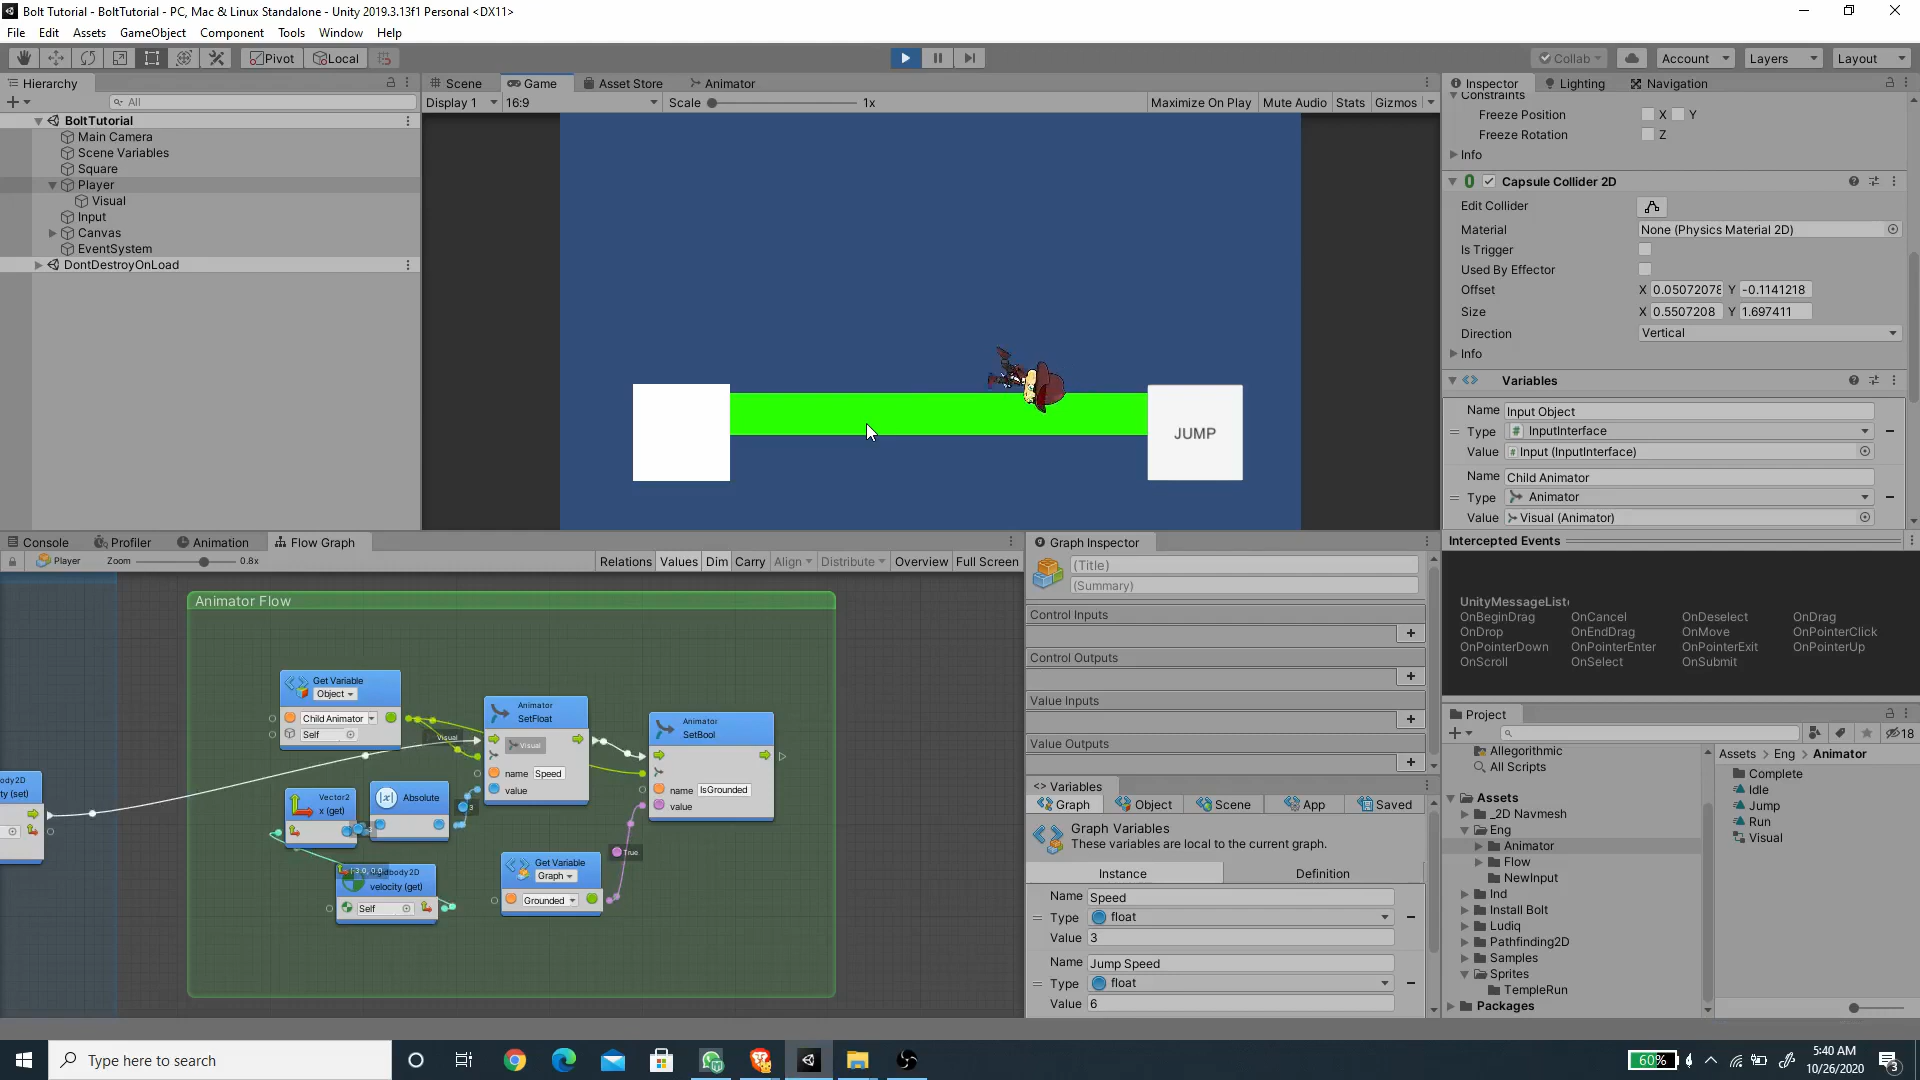 Bolt Tutorial - BoltTutorial - PC, Mac & Linux Standalone - Unity 2019.3.13f1 Personal <DX11>
File Edit Assets GameObject Component Tools Window Help
Pivot Local Collab Account Layers Layout
Hierarchy Scene Game Asset Store Animator Inspector Lighting Navigation
All Display 1 16:9 Scale 1x Maximize On Play Mute Audio Stats Gizmos
BoltTutorial
Main Camera
Scene Variables
Square
Player
Visual
Input
Canvas
EventSystem
DontDestroyOnLoad
JUMP
Constraints
Freeze Position X Y
Freeze Rotation Z
Info
Capsule Collider 2D
Edit Collider
Material None (Physics Material 2D)
Is Trigger
Used By Effector
Offset X 0.05072078 Y -0.1141218
Size X 0.5507208 Y 1.697411
Direction Vertical
Info
Variables
Name Input Object
Type InputInterface
Value Input (InputInterface)
Name Child Animator
Type Animator
Value Visual (Animator)
Intercepted Events
UnityMessageListe
OnBeginDrag OnCancel OnDeselect OnDrag
OnDrop OnEndDrag OnMove OnPointerClick
OnPointerDown OnPointerEnter OnPointerExit OnPointerUp
OnScroll OnSelect OnSubmit
Console Profiler Animation Flow Graph
Player Zoom 0.8x Relations Values Dim Carry Align Distribute Overview Full Screen
Animator Flow
Get Variable
Object
Child Animator
Self
Visual
Animator
SetFloat
Visual
name Speed
value
Animator
SetBool
name IsGrounded
value
Vector2
x (get)
Absolute
3
velocity (get)
Self
Get Variable
Graph
Grounded
True
ody2D
ty (set)
Graph Inspector
(Title)
(Summary)
Control Inputs
Control Outputs
Value Inputs
Value Outputs
Variables
Graph Object Scene App Saved
Graph Variables
These variables are local to the current graph.
Instance Definition
Name Speed
Type float
Value 3
Name Jump Speed
Type float
Value 6
Project
18
Allegorithmic
All Scripts
Assets
_2D Navmesh
Eng
Animator
Flow
NewInput
Ind
Install Bolt
Ludiq
Pathfinding2D
Samples
Sprites
TempleRun
Packages
Assets Eng Animator
Complete
Idle
Jump
Run
Visual
Type here to search
60%
5:40 AM
10/26/2020
3